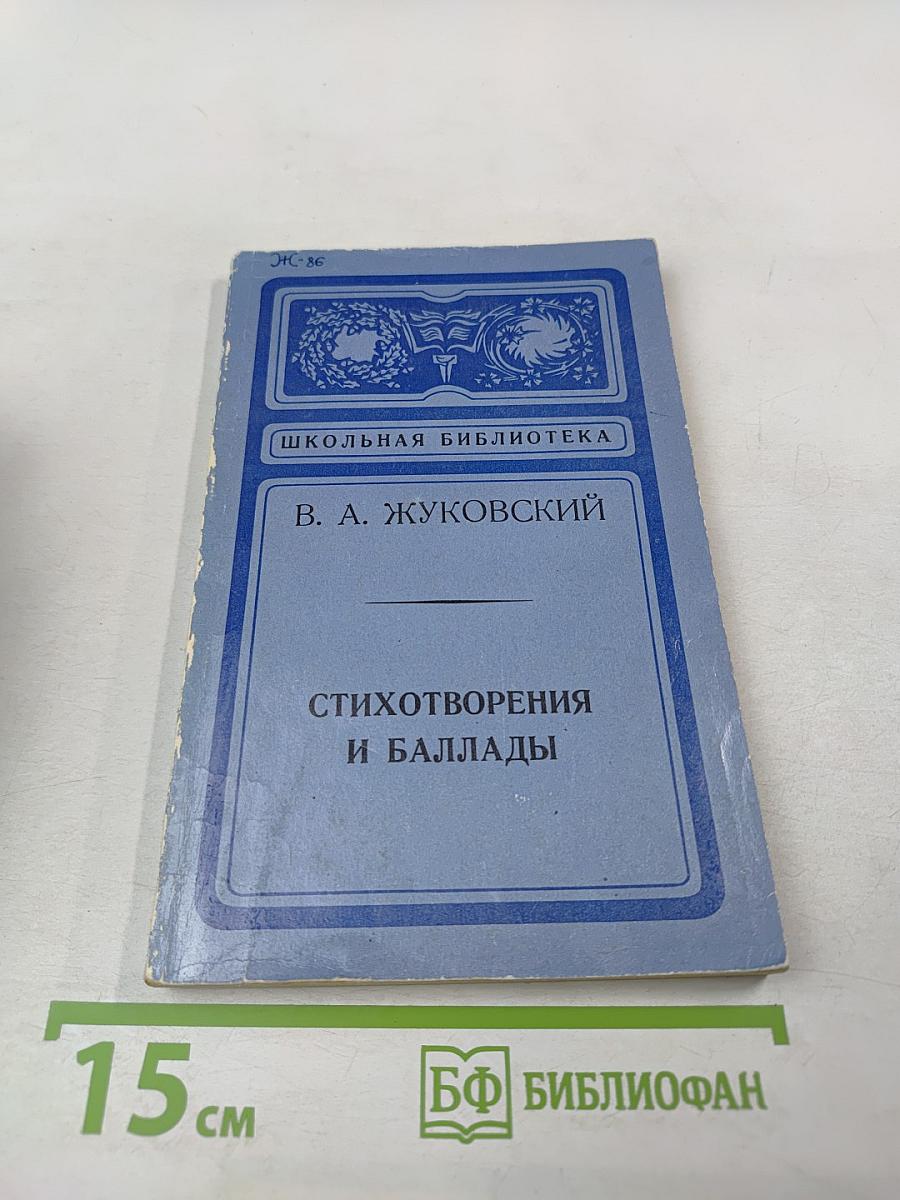 Ж-86
ШКОЛЬНАЯ БИБЛИОТЕКА
В. А. ЖУКОВСКИЙ
СТИХОТВОРЕНИЯ
И БАЛЛАДЫ
15 см
БФ БИБЛИОФАН